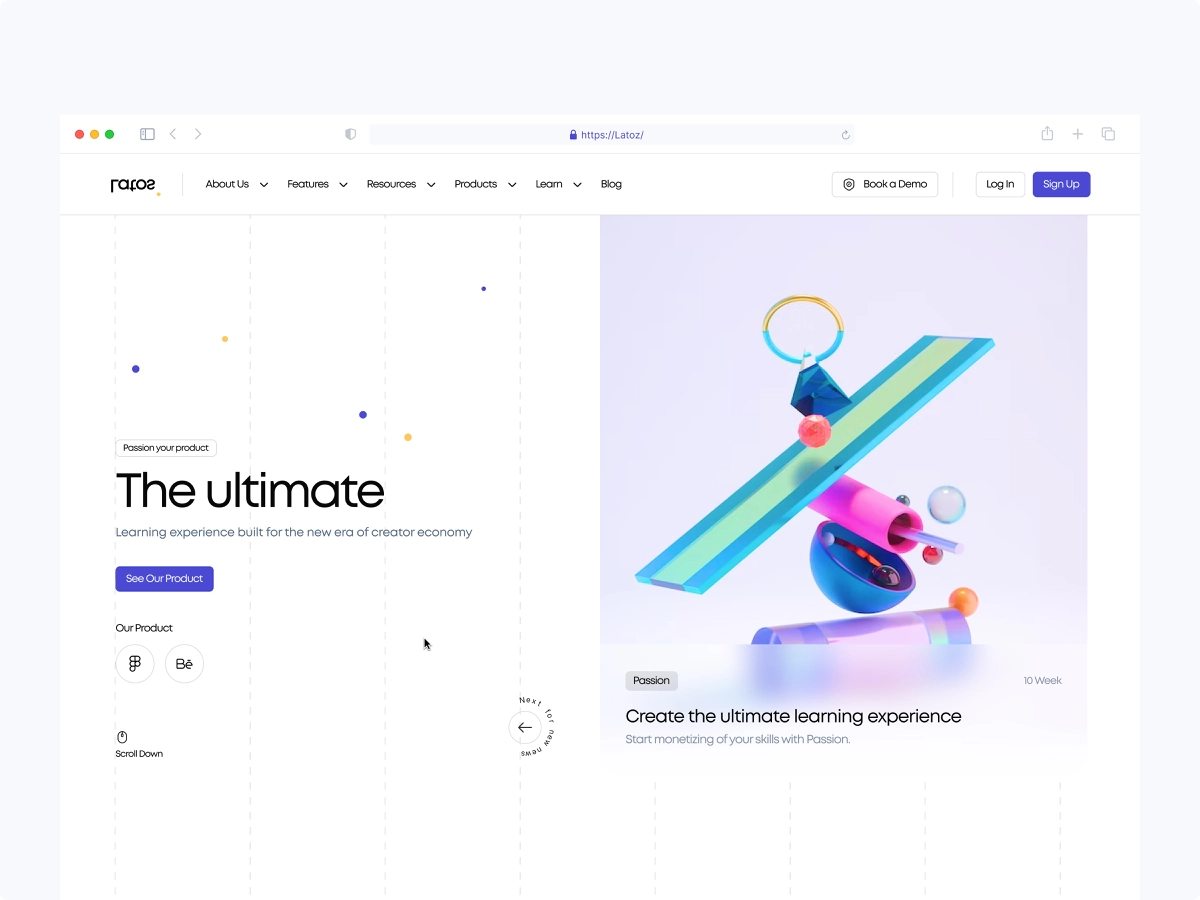 https://Latoz/
About Us
Features
Resources
Products
Learn
Blog
Book a Demo
Log In
Sign Up
Passion your product
The ultimate
Learning experience built for the new era of creator economy
See Our Product
Our Product
Bē
Scroll Down
Next for new news
Passion
10 Week
Create the ultimate learning experience
Start monetizing of your skills with Passion.